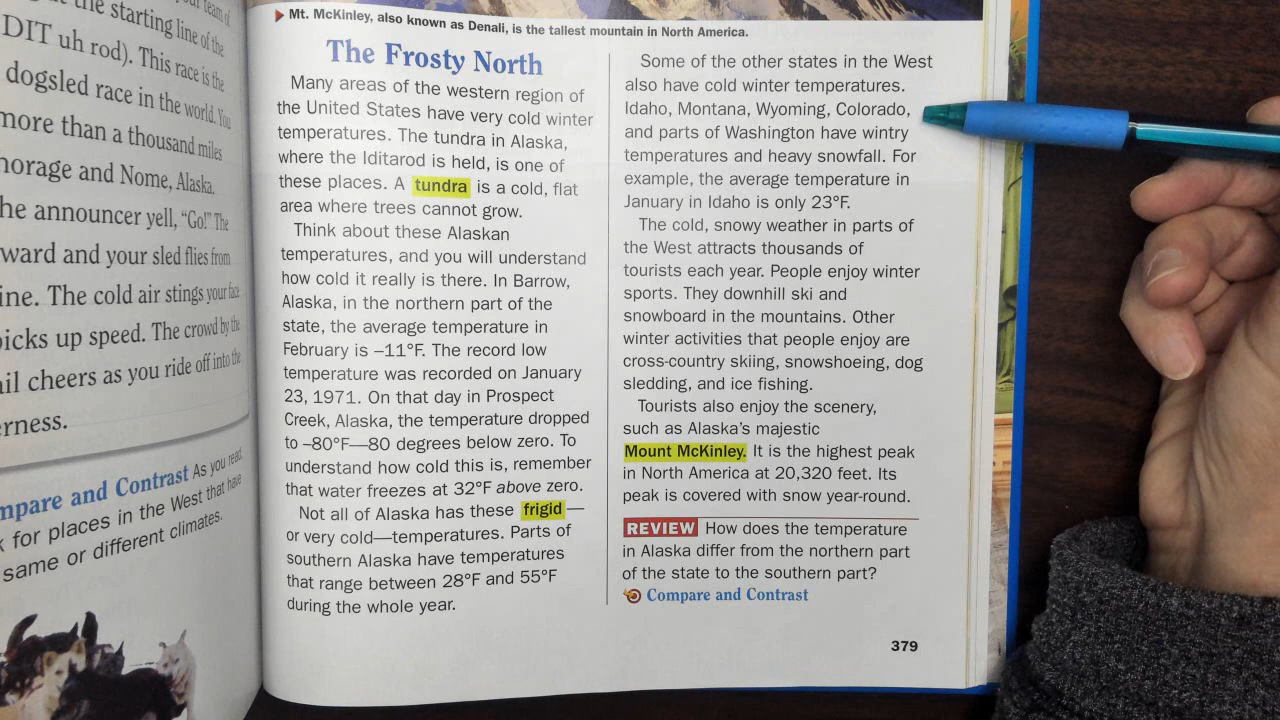 the starting line of the
DIT uh rod). This race is the
dogsled race in the world. You
more than a thousand miles
and Nome, Alaska.
he announcer yell, “Go!” The
ward and your sled flies from
ine. The cold air stings your face
picks up speed. The crowd by the
ail cheers as you ride off into the
erness.
mpare and Contrast As you read,
k for places in the West that have
same or different climates.
Mt. McKinley, also known as Denali, is the tallest mountain in North America.
The Frosty North
Many areas of the western region of
the United States have very cold winter
temperatures. The tundra in Alaska,
where the Iditarod is held, is one of
these places. A tundra is a cold, flat
area where trees cannot grow.
Think about these Alaskan
temperatures, and you will understand
how cold it really is there. In Barrow,
Alaska, in the northern part of the
state, the average temperature in
February is –11°F. The record low
temperature was recorded on January
23, 1971. On that day in Prospect
Creek, Alaska, the temperature dropped
to –80°F—80 degrees below zero. To
understand how cold this is, remember
that water freezes at 32°F above zero.
Not all of Alaska has these frigid—
or very cold—temperatures. Parts of
southern Alaska have temperatures
that range between 28°F and 55°F
during the whole year.
Some of the other states in the West
also have cold winter temperatures.
Idaho, Montana, Wyoming, Colorado,
and parts of Washington have wintry
temperatures and heavy snowfall. For
example, the average temperature in
January in Idaho is only 23°F.
The cold, snowy weather in parts of
the West attracts thousands of
tourists each year. People enjoy winter
sports. They downhill ski and
snowboard in the mountains. Other
winter activities that people enjoy are
cross-country skiing, snowshoeing, dog
sledding, and ice fishing.
Tourists also enjoy the scenery,
such as Alaska’s majestic
Mount McKinley. It is the highest peak
in North America at 20,320 feet. Its
peak is covered with snow year-round.
REVIEW How does the temperature
in Alaska differ from the northern part
of the state to the southern part?
Compare and Contrast
379